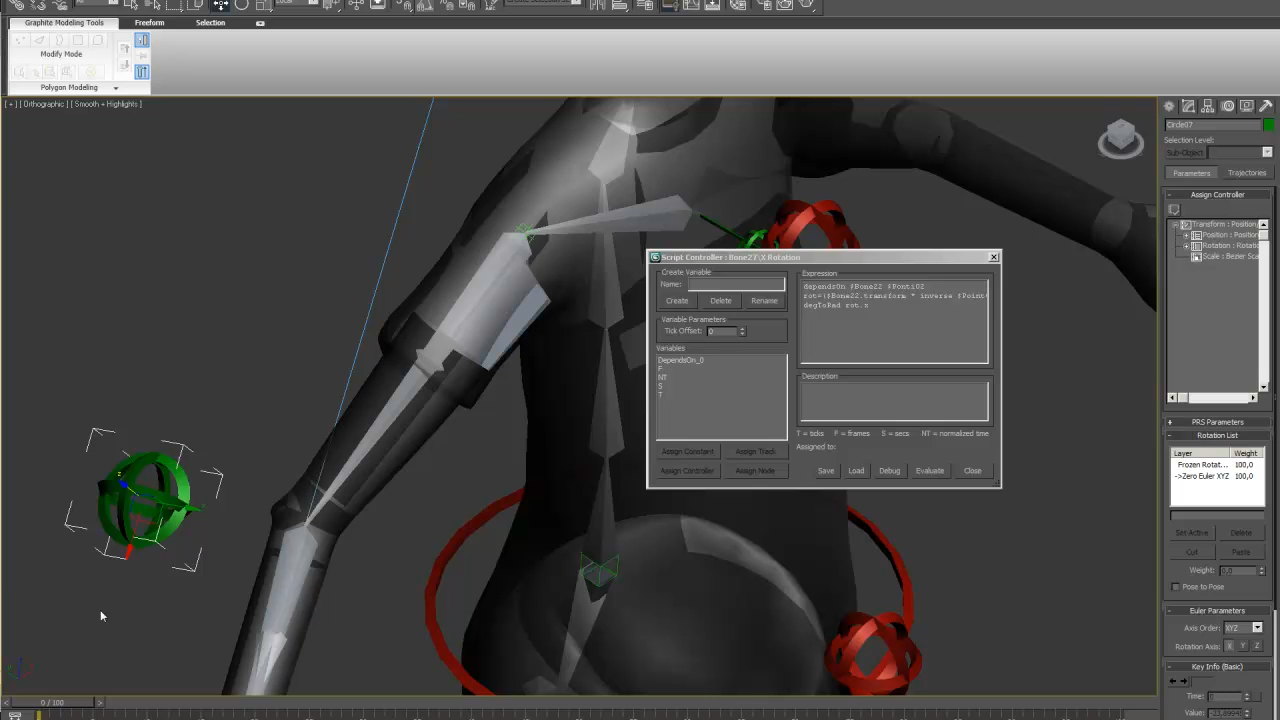 Local
Graphite Modeling Tools
Freeform
Selection
Modify Mode
Polygon Modeling
[ + ] [ Orthographic ] [ Smooth + Highlights ]
Circle07
Selection Level:
Sub-Object
Parameters
Trajectories
Assign Controller
Transform : Position
Position : Position
Rotation : Rotatio
Scale : Bezier Sca
PRS Parameters
Rotation List
Layer
Weight
Frozen Rotat...
100,0
->Zero Euler XYZ
100,0
Set Active
Delete
Cut
Paste
Weight:
Pose to Pose
Euler Parameters
Axis Order:
XYZ
Rotation Axis:
X
Y
Z
Key Info (Basic)
Time:
Value:
Script Controller : Bone27\X Rotation
Create Variable
Name:
Create
Delete
Rename
Variable Parameters
Tick Offset:
0
Variables
DependsOn_0
F
NT
S
T
Assign Constant
Assign Track
Assign Controller
Assign Node
Expression
dependsOn $Bone22 $Point02
rot=($Bone22.transform * inverse $Point
degToRad rot.x
Description
T = ticks
F = frames
S = secs
NT = normalized time
Assigned to:
Save
Load
Debug
Evaluate
Close
0 / 100